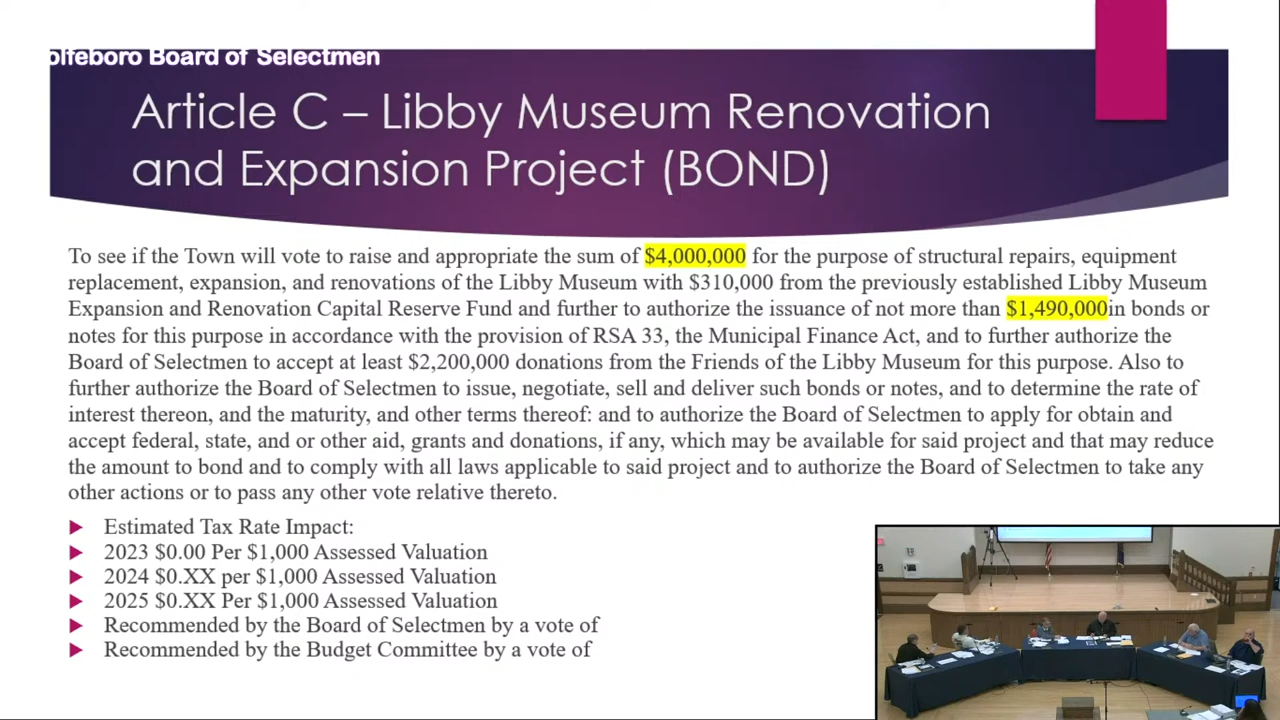 olfeboro Board of Selectmen
Article C – Libby Museum Renovation
and Expansion Project (BOND)
To see if the Town will vote to raise and appropriate the sum of $4,000,000 for the purpose of structural repairs, equipment
replacement, expansion, and renovations of the Libby Museum with $310,000 from the previously established Libby Museum
Expansion and Renovation Capital Reserve Fund and further to authorize the issuance of not more than $1,490,000in bonds or
notes for this purpose in accordance with the provision of RSA 33, the Municipal Finance Act, and to further authorize the
Board of Selectmen to accept at least $2,200,000 donations from the Friends of the Libby Museum for this purpose. Also to
further authorize the Board of Selectmen to issue, negotiate, sell and deliver such bonds or notes, and to determine the rate of
interest thereon, and the maturity, and other terms thereof: and to authorize the Board of Selectmen to apply for obtain and
accept federal, state, and or other aid, grants and donations, if any, which may be available for said project and that may reduce
the amount to bond and to comply with all laws applicable to said project and to authorize the Board of Selectmen to take any
other actions or to pass any other vote relative thereto.
Estimated Tax Rate Impact:
2023 $0.00 Per $1,000 Assessed Valuation
2024 $0.XX per $1,000 Assessed Valuation
2025 $0.XX Per $1,000 Assessed Valuation
Recommended by the Board of Selectmen by a vote of
Recommended by the Budget Committee by a vote of